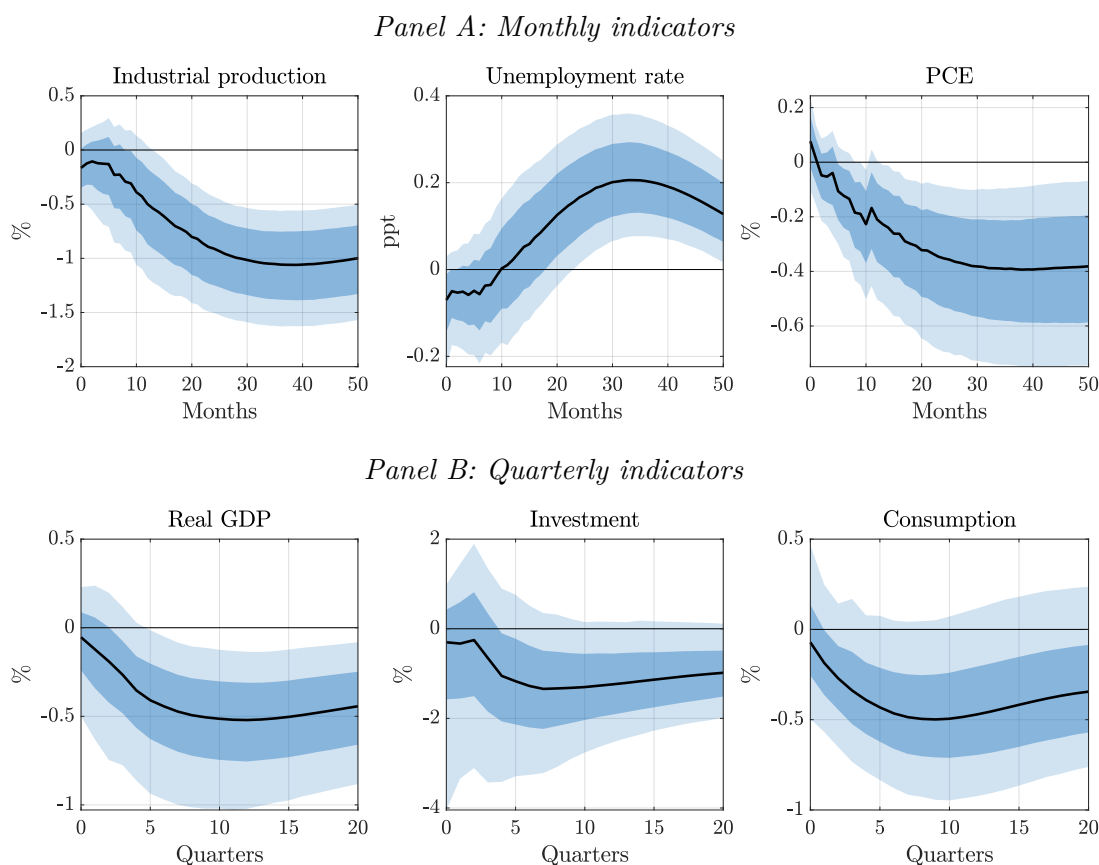 Panel A: Monthly indicators
Industrial production
Unemployment rate
PCE
0.5
0
-0.5
-1
-1.5
-2
%
0 10 20 30 40 50
Months
0.4
0.2
0
-0.2
ppt
0 10 20 30 40 50
Months
0.2
0
-0.2
-0.4
-0.6
%
0 10 20 30 40 50
Months
Panel B: Quarterly indicators
Real GDP
Investment
Consumption
0.5
0
-0.5
-1
%
0 5 10 15 20
Quarters
2
0
-2
-4
%
0 5 10 15 20
Quarters
0.5
0
-0.5
-1
%
0 5 10 15 20
Quarters